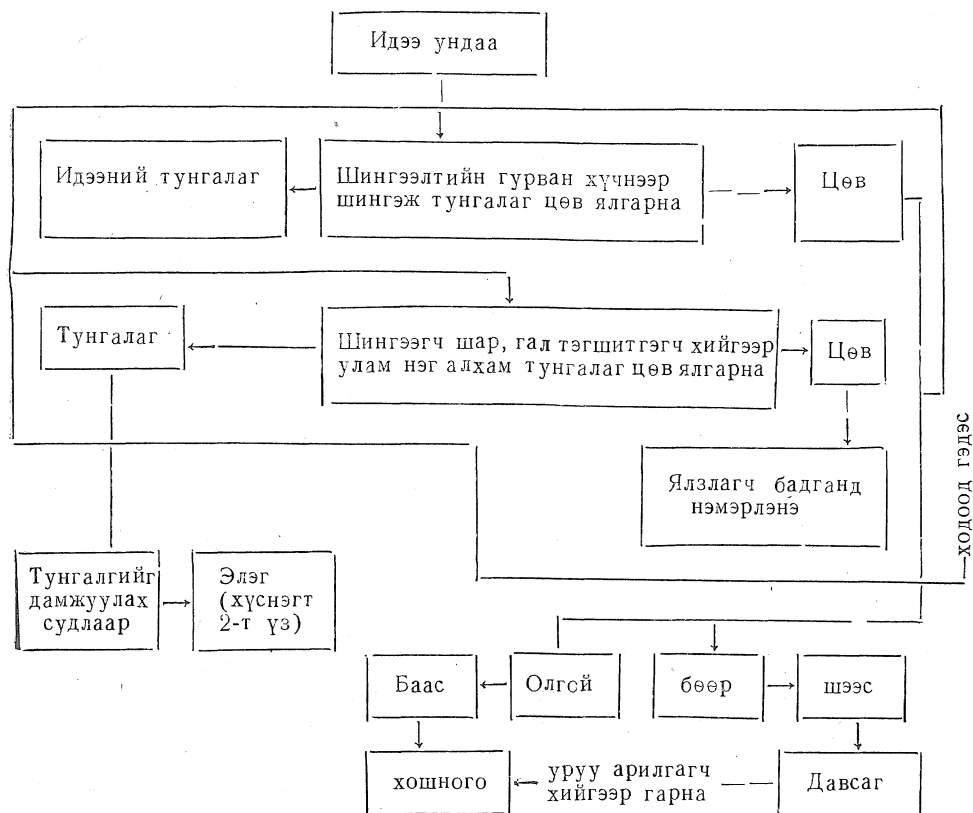 Идээ ундаа
Идээний тунгалаг
Шингээлтийн гурван хүчнээр
шингэж тунгалаг цөв ялгарна
Цөв
Тунгалаг
Шингээгч шар, гал тэгшитгэгч хийгээр
улам нэг алхам тунгалаг цөв ялгарна
Цөв
Ялзлагч бадганд
нэмэрлэнэ
ходоод гэдэс
Тунгалгийг
дамжуулах
судлаар
Элэг
(хүснэгт
2-т үз)
Баас
Олгой
бөөр
шээс
хошного
уруу арилгагч
хийгээр гарна
Давсаг